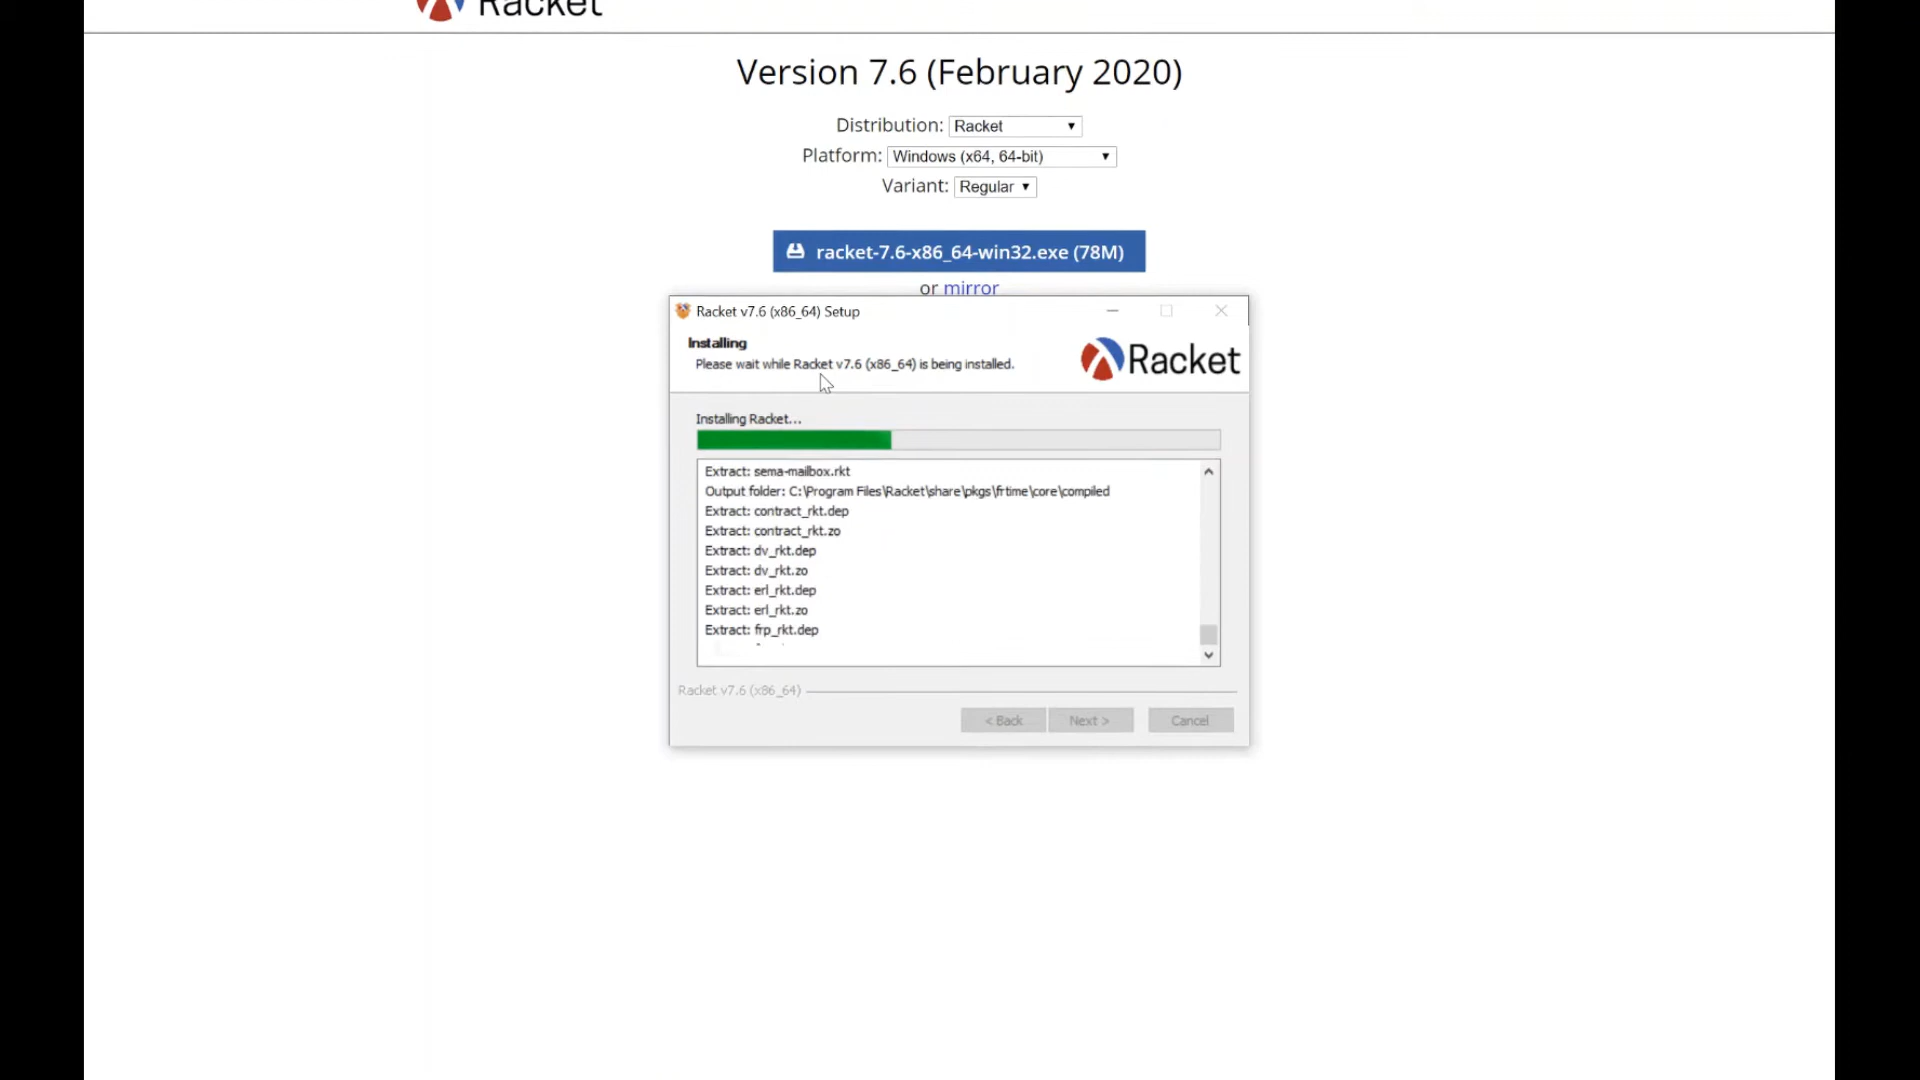 Racket
Version 7.6 (February 2020)
Distribution: Racket
Platform: Windows (x64, 64-bit)
Variant: Regular
racket-7.6-x86_64-win32.exe (78M)
or mirror
Racket v7.6 (x86_64) Setup
Installing
Please wait while Racket v7.6 (x86_64) is being installed.
Racket
Installing Racket...
Extract: sema-mailbox.rkt
Output folder: C:\Program Files\Racket\share\pkgs\frtime\core\compiled
Extract: contract_rkt.dep
Extract: contract_rkt.zo
Extract: dv_rkt.dep
Extract: dv_rkt.zo
Extract: erl_rkt.dep
Extract: erl_rkt.zo
Extract: frp_rkt.dep
Racket v7.6 (x86_64)
< Back
Next >
Cancel